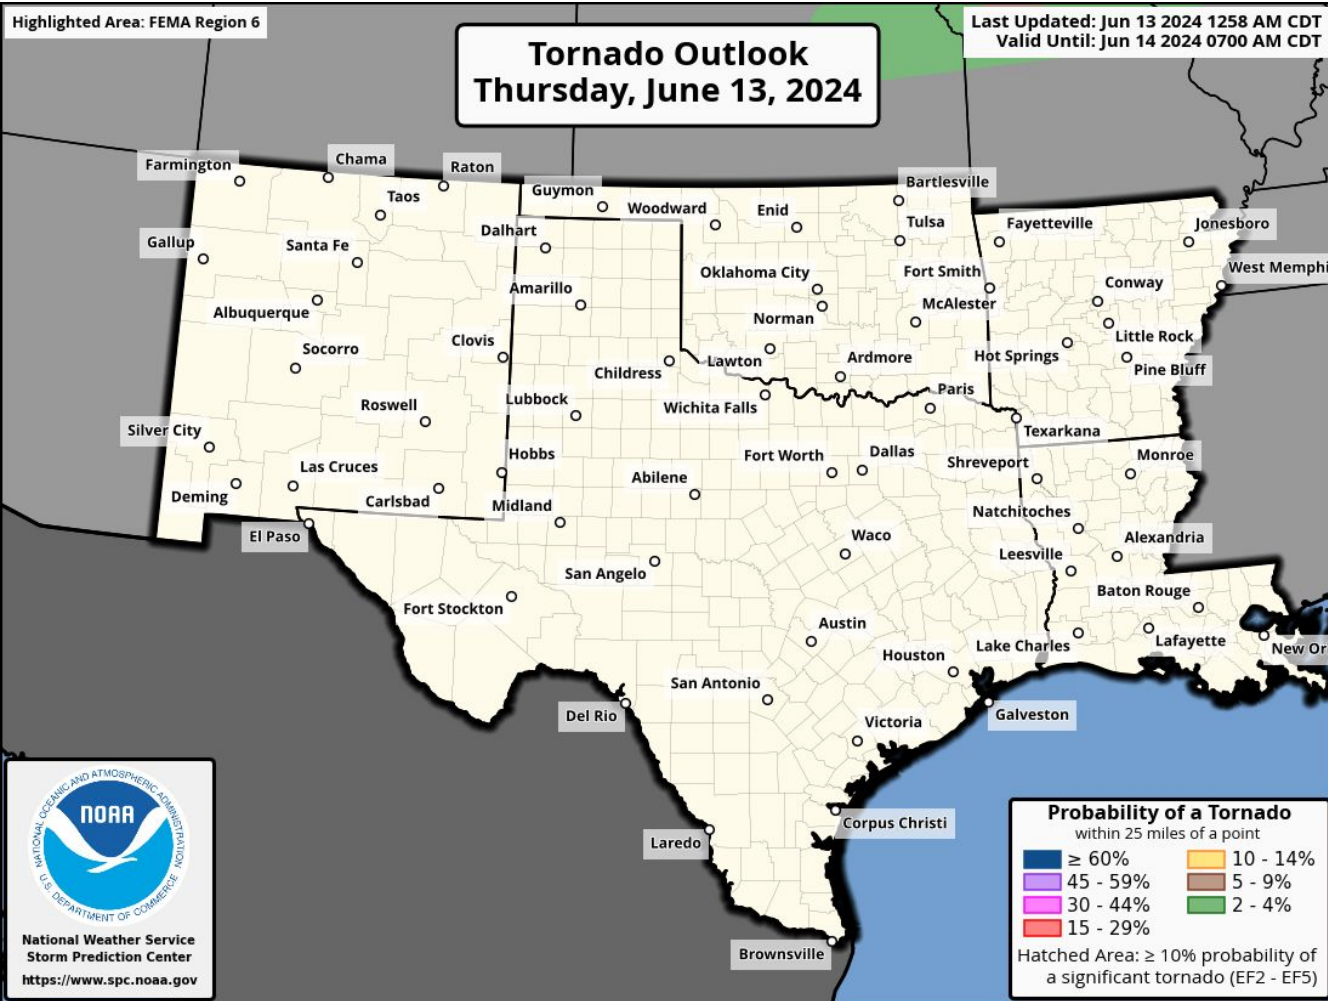 Highlighted Area: FEMA Region 6
Last Updated: Jun 13 2024 1258 AM CDT
Valid Until: Jun 14 2024 0700 AM CDT
Tornado Outlook
Thursday, June 13, 2024
Farmington
Chama
Raton
Taos
Guymon
Woodward
Enid
Bartlesville
Tulsa
Fayetteville
Jonesboro
Gallup
Santa Fe
Dalhart
Oklahoma City
Fort Smith
West Memphi
Amarillo
Conway
Albuquerque
Norman
McAlester
Socorro
Clovis
Childress
Lawton
Ardmore
Hot Springs
Little Rock
Pine Bluff
Roswell
Lubbock
Wichita Falls
Paris
Silver City
Texarkana
Las Cruces
Hobbs
Abilene
Fort Worth
Dallas
Shreveport
Monroe
Deming
Carlsbad
Midland
Natchitoches
El Paso
Waco
Leesville
Alexandria
San Angelo
Fort Stockton
Baton Rouge
Austin
Lake Charles
Lafayette
New Or
Houston
San Antonio
Del Rio
Victoria
Galveston
Corpus Christi
Laredo
Brownsville
NATIONAL OCEANIC AND ATMOSPHERIC ADMINISTRATION
NOAA
U.S. DEPARTMENT OF COMMERCE
National Weather Service
Storm Prediction Center
https://www.spc.noaa.gov
Probability of a Tornado
within 25 miles of a point
≥ 60%
45 - 59%
30 - 44%
15 - 29%
10 - 14%
5 - 9%
2 - 4%
Hatched Area: ≥ 10% probability of
a significant tornado (EF2 - EF5)